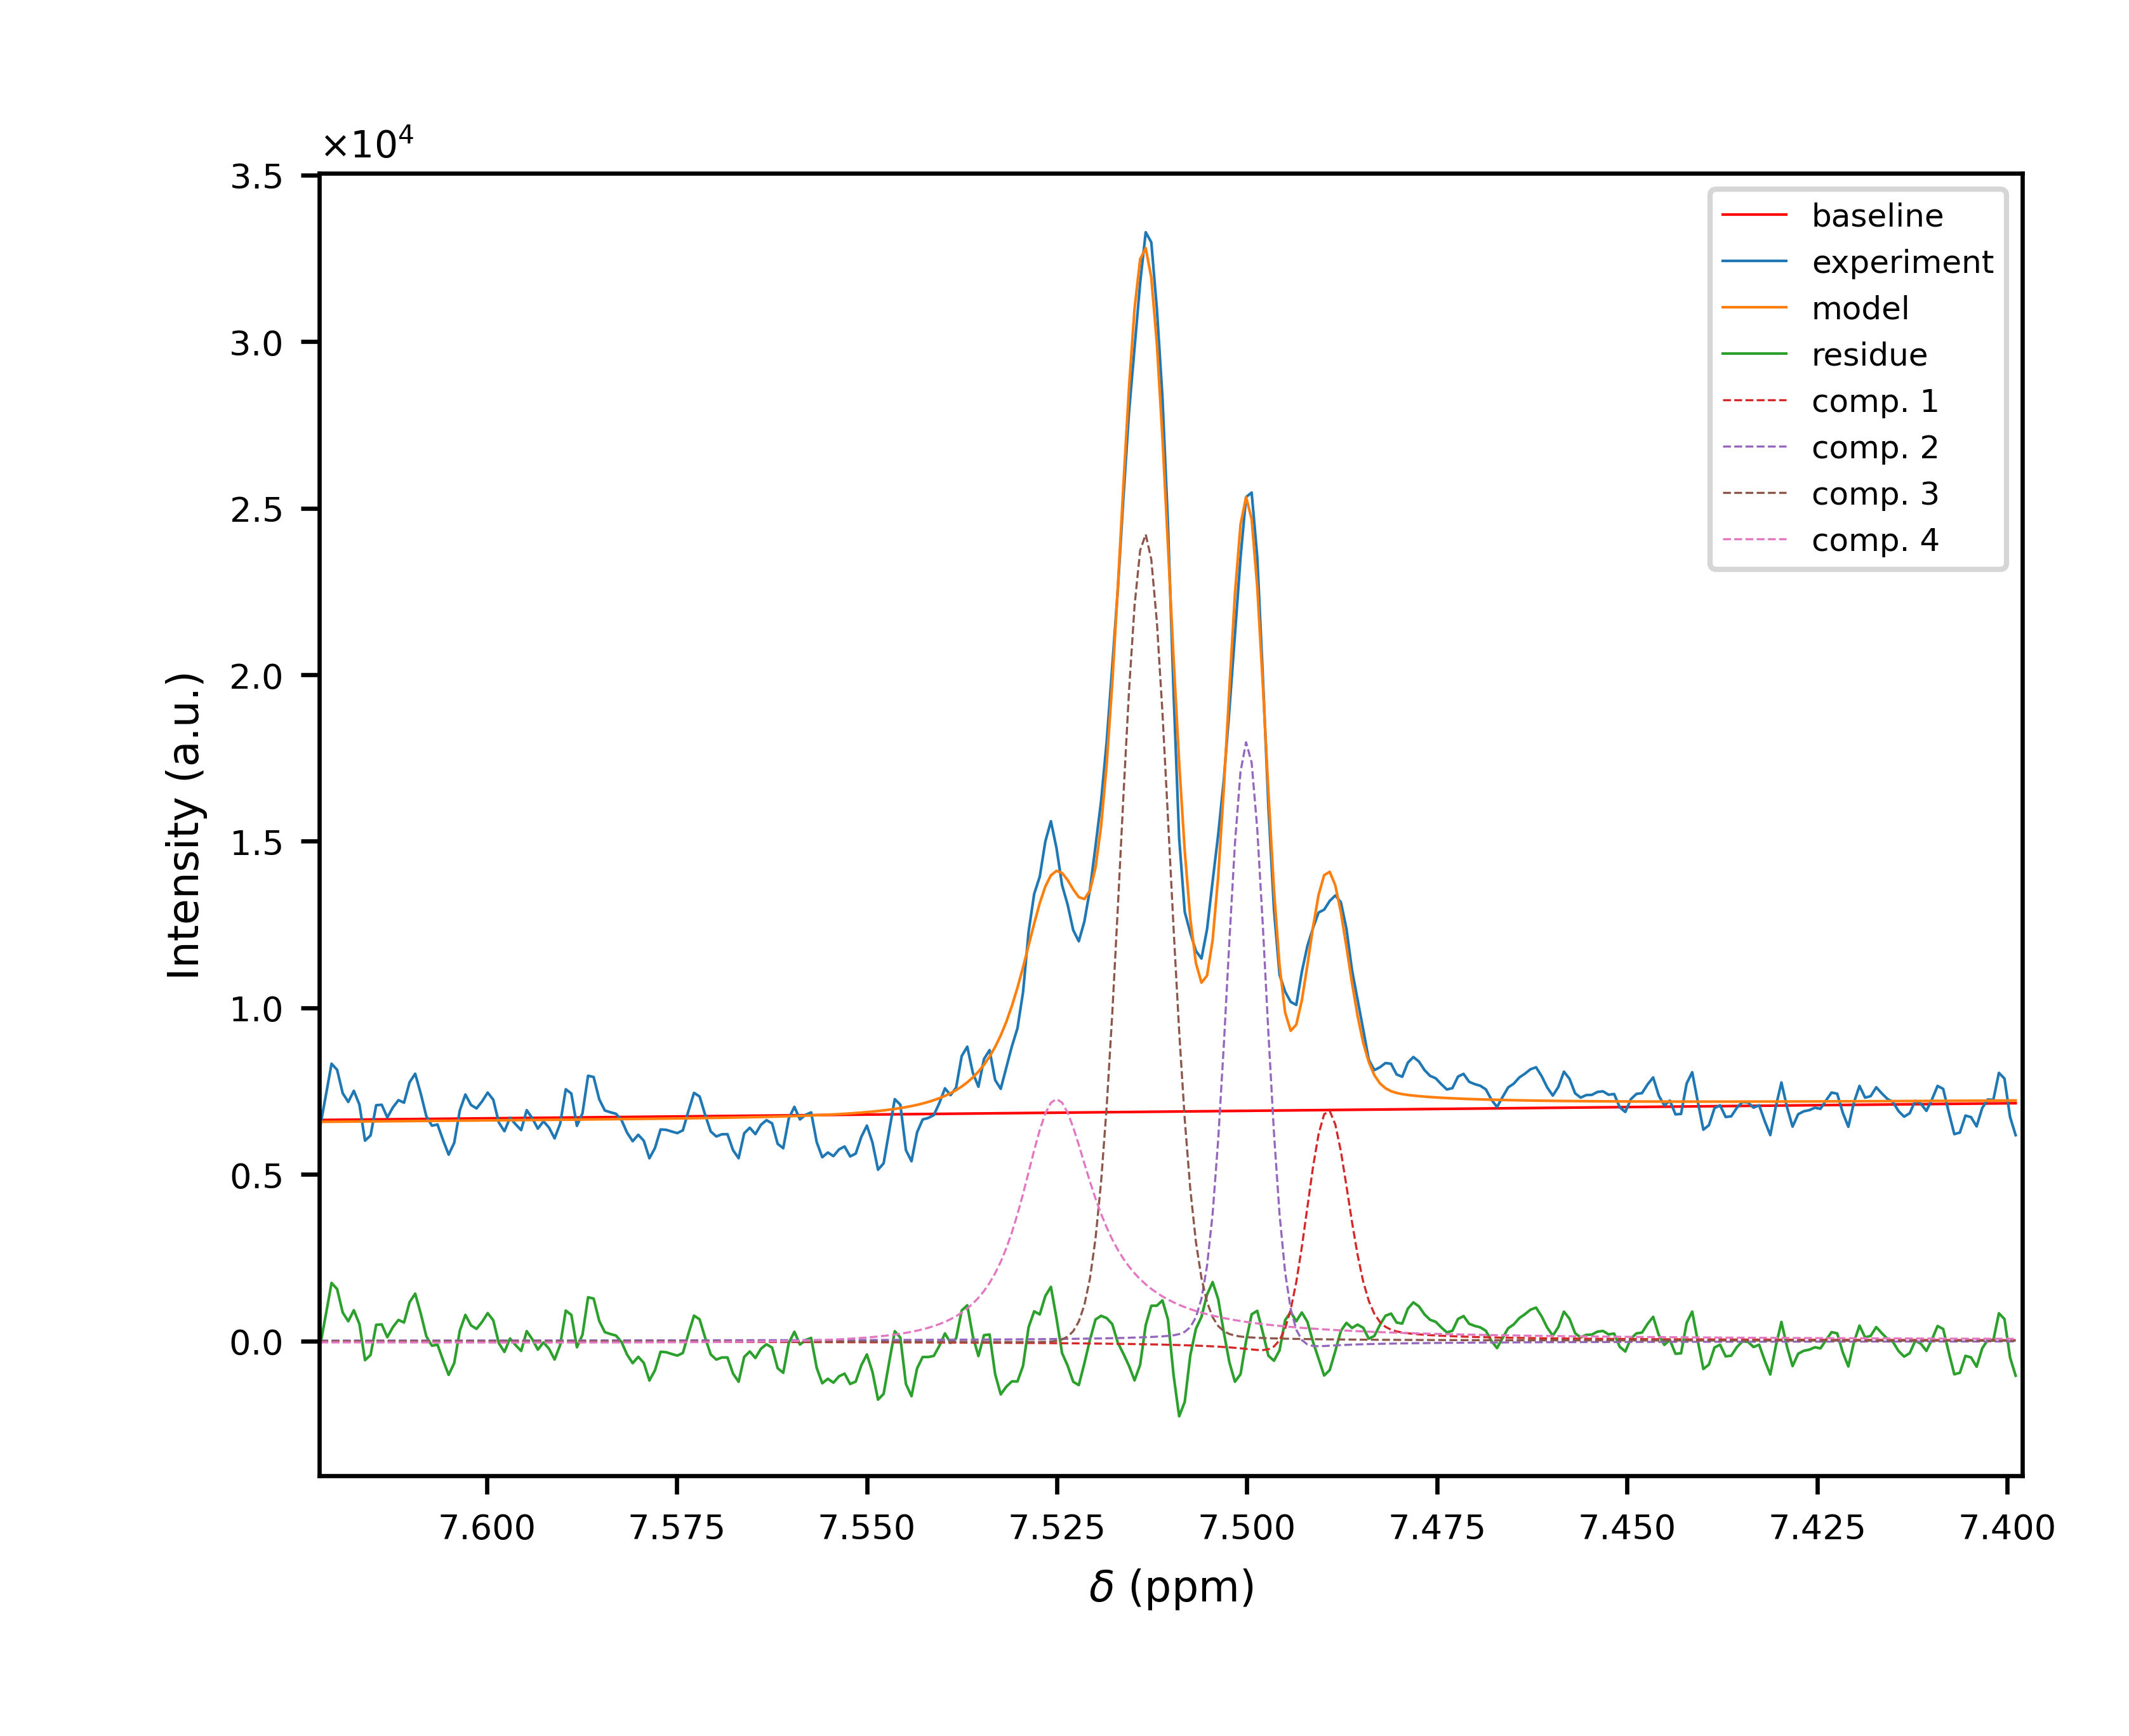 ×10⁴
3.5
3.0
2.5
2.0
1.5
1.0
0.5
0.0
Intensity (a.u.)
baseline
experiment
model
residue
comp. 1
comp. 2
comp. 3
comp. 4
7.600 7.575 7.550 7.525 7.500 7.475 7.450 7.425 7.400
δ (ppm)